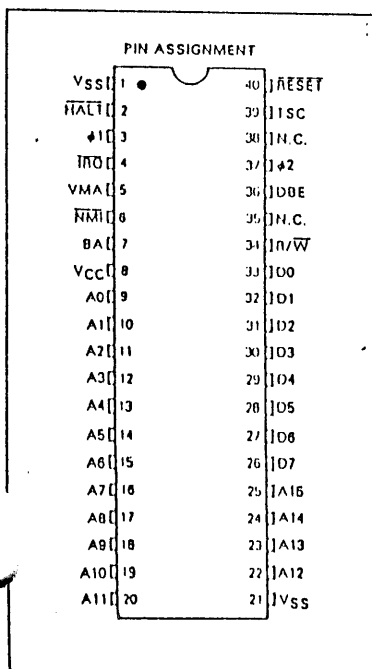 PIN ASSIGNMENT
VSS 1 40 RESET
HALT 2 39 TSC
ϕ1 3 38 N.C.
IRQ 4 37 ϕ2
VMA 5 36 DBE
NMI 6 35 N.C.
BA 7 34 R/W
VCC 8 33 D0
A0 9 32 D1
A1 10 31 D2
A2 11 30 D3
A3 12 29 D4
A4 13 28 D5
A5 14 27 D6
A6 15 26 D7
A7 16 25 A15
A8 17 24 A14
A9 18 23 A13
A10 19 22 A12
A11 20 21 VSS